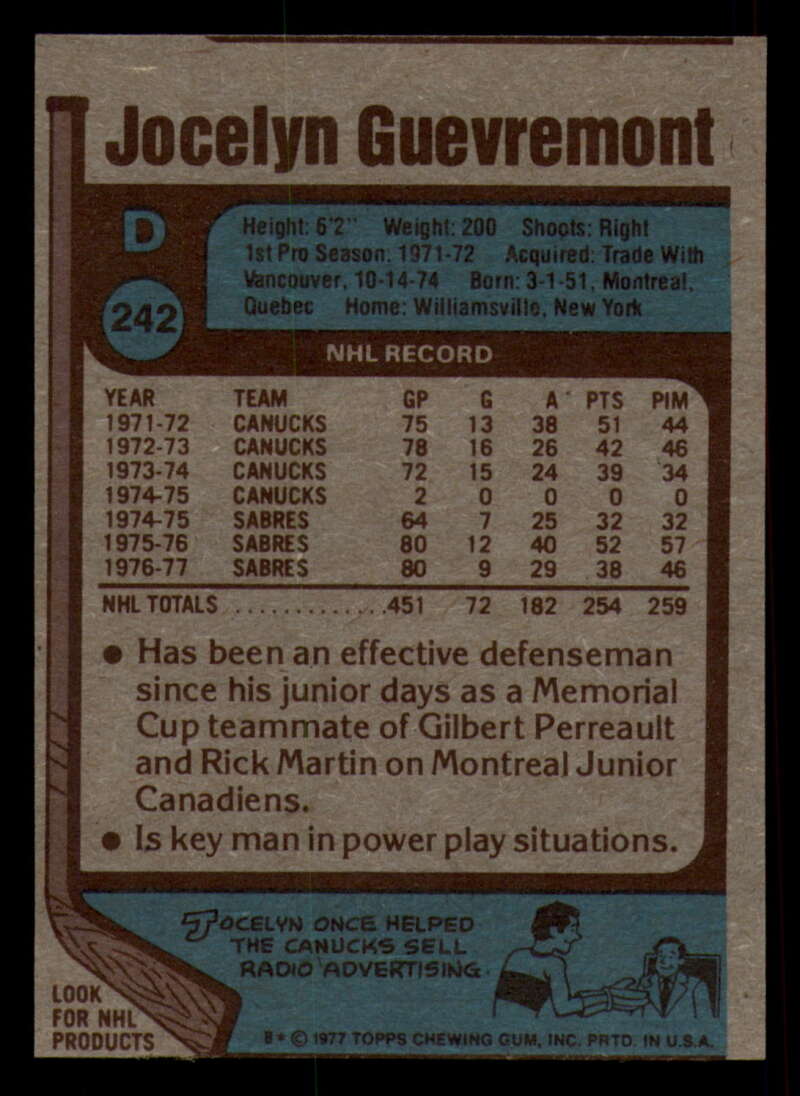 Jocelyn Guevremont
D
242
Height: 6'2" Weight: 200 Shoots: Right
1st Pro Season: 1971-72 Acquired: Trade With
Vancouver, 10-14-74 Born: 3-1-51, Montreal,
Quebec Home: Williamsville, New York
NHL RECORD
YEAR TEAM GP G A PTS PIM
1971-72 CANUCKS 75 13 38 51 44
1972-73 CANUCKS 78 16 26 42 46
1973-74 CANUCKS 72 15 24 39 34
1974-75 CANUCKS 2 0 0 0 0
1974-75 SABRES 64 7 25 32 32
1975-76 SABRES 80 12 40 52 57
1976-77 SABRES 80 9 29 38 46
NHL TOTALS ..............451 72 182 254 259
● Has been an effective defenseman
since his junior days as a Memorial
Cup teammate of Gilbert Perreault
and Rick Martin on Montreal Junior
Canadiens.
● Is key man in power play situations.
JOCELYN ONCE HELPED
THE CANUCKS SELL
RADIO ADVERTISING.
LOOK
FOR NHL
PRODUCTS
B* © 1977 TOPPS CHEWING GUM, INC. PRTD. IN U.S.A.